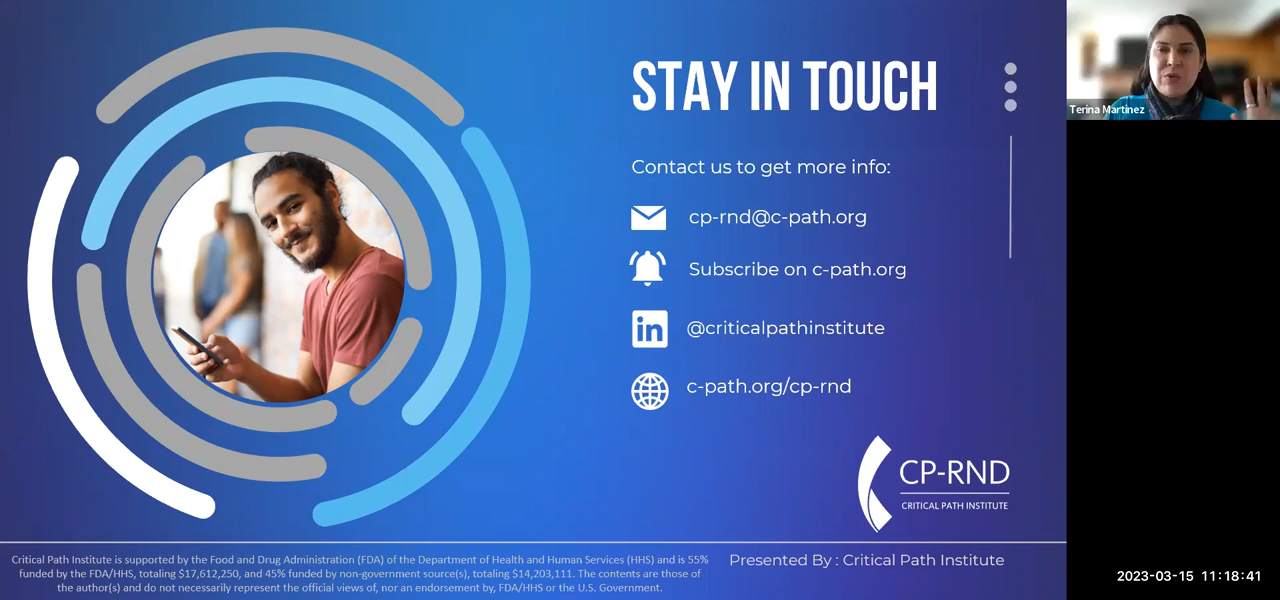 STAY IN TOUCH
Terina Martinez
Contact us to get more info:
cp-rnd@c-path.org
Subscribe on c-path.org
in
@criticalpathinstitute
c-path.org/cp-rnd
CP-RND
CRITICAL PATH INSTITUTE
Critical Path Institute is supported by the Food and Drug Administration (FDA) of the Department of Health and Human Services (HHS) and is 55%
funded by the FDA/HHS, totaling $17,612,250, and 45% funded by non-government source(s), totaling $14,203,111. The contents are those of
the author(s) and do not necessarily represent the official views of, nor an endorsement by, FDA/HHS or the U.S. Government.
Presented By : Critical Path Institute
2023-03-15 11:18:41